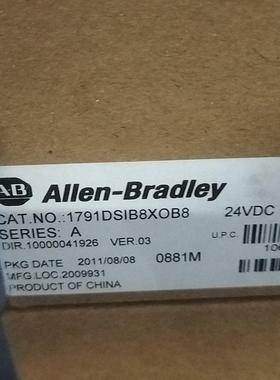 AB Allen-Bradley
CAT.NO.:1791DSIB8XOB8 24VDC
SERIES: A U.P.C.
DIR.10000041926 VER.03
PKG DATE 2011/08/08 0881M
MFG.LOC.2009931
PRODUCT OF CHINA